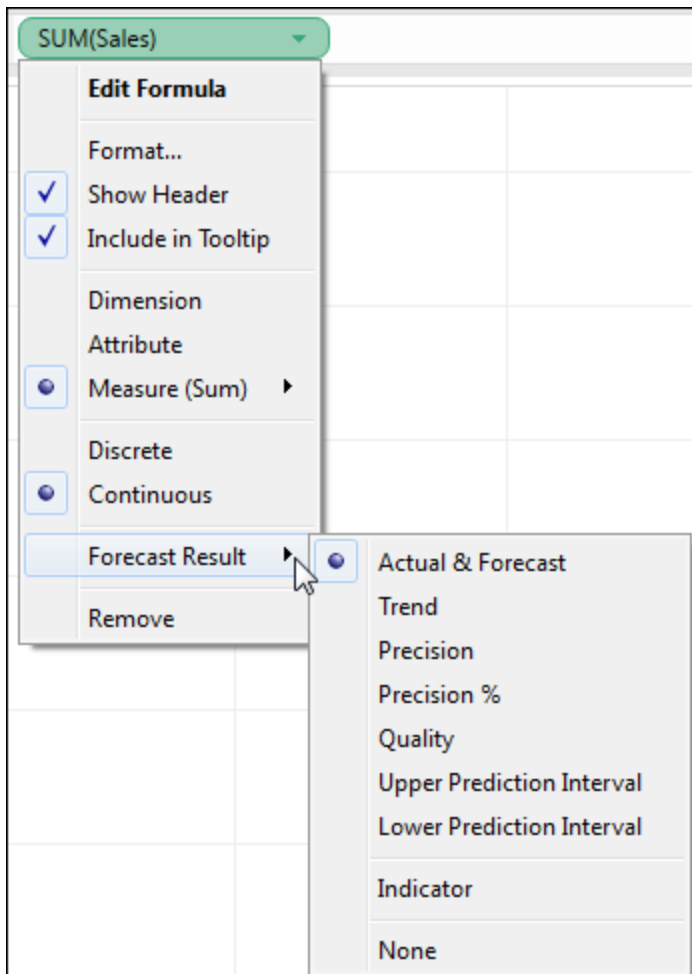 SUM(Sales)
Edit Formula
Format...
Show Header
Include in Tooltip
Dimension
Attribute
Measure (Sum)
Discrete
Continuous
Forecast Result
Remove
Actual & Forecast
Trend
Precision
Precision %
Quality
Upper Prediction Interval
Lower Prediction Interval
Indicator
None